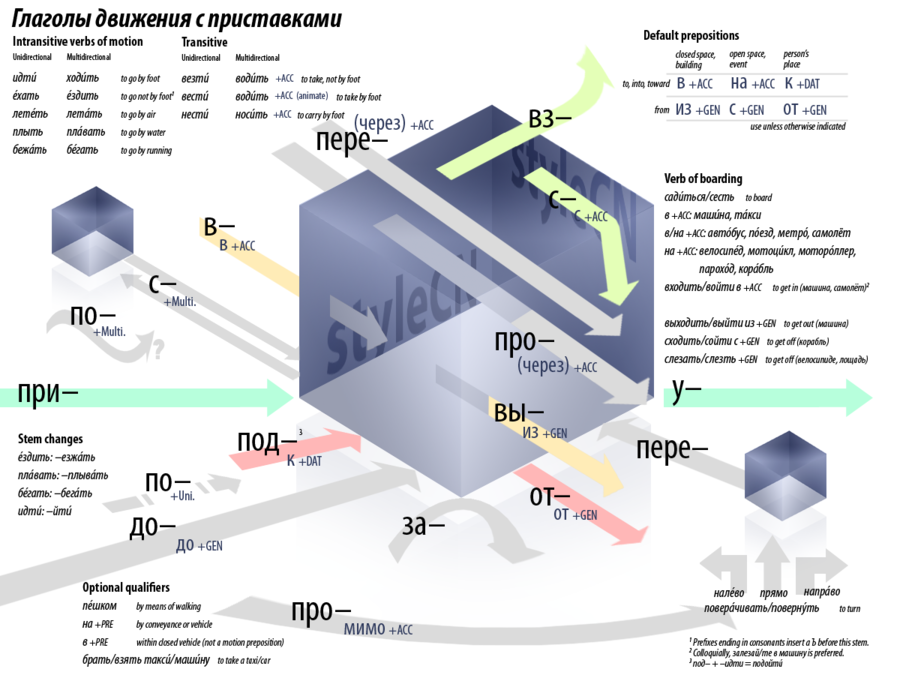 Глаголы движения с приставками
Intransitive verbs of motion
Unidirectional Multidirectional
идти́ ходи́ть to go by foot
е́хать е́здить to go not by foot²
лете́ть лета́ть to go by air
плыть пла́вать to go by water
бежа́ть бе́гать to go by running
Transitive
Unidirectional Multidirectional
везти́ води́ть +ACC to take, not by foot
вести́ води́ть +ACC (animate) to take by foot
нести́ носи́ть +ACC to carry by foot
Default prepositions
closed space, building open space, event person's place
to, into, toward в +ACC на +ACC к +DAT
from из +GEN с +GEN от +GEN
use unless otherwise indicated
(через) +ACC
пере–
вз–
с–
с +ACC
styleCN
styleCN
в–
в +ACC
с–
+Multi.
по–
+Multi.
?
Verb of boarding
сади́ться/сесть to board
в +ACC: маши́на, та́кси
в/на +ACC: авто́бус, по́езд, метро́, самолёт
на +ACC: велосипе́д, мотоци́кл, моторо́ллер,
парохо́д, кора́бль
входить/войти в +ACC to get in (машина, самолём)²
выходить/выйти из +GEN to get out (машина)
сходить/сойти с +GEN to get off (корабль)
слезать/слезть +GEN to get off (велосипиде, лощадь)
про–
(через) +ACC
при–
у–
вы–
из +GEN
Stem changes
е́здить: –езжа́ть
пла́вать: –плыва́ть
бе́гать: –бега́ть
идти́: –йти́
под–³
к +DAT
по–
+Uni.
до–
до +GEN
за–
от–
от +GEN
пере–
Optional qualifiers
пе́шком by means of walking
на +PRE by conveyance or vehicle
в +PRE within closed vehicle (not a motion preposition)
брать/взять такси́/маши́ну to take a taxi/car
про–
мимо +ACC
нале́во прямо напра́во
повера́чивать/поверну́ть to turn
¹ Prefixes ending in consonants insert a Ъ before this stem.
² Colloquially, залезай/те в машину is preferred.
³ под– + –идти = подойти́